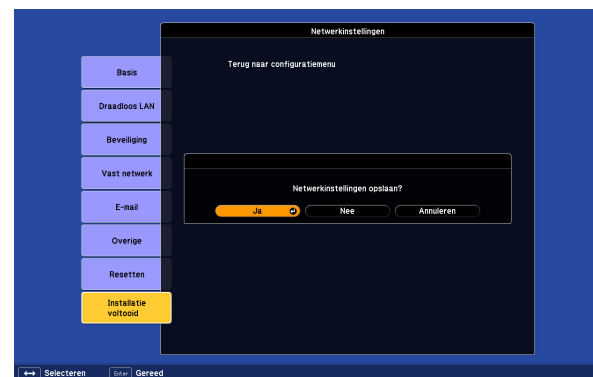 Netwerkinstellingen
Terug naar configuratiemenu
Basis
Draadloos LAN
Beveiliging
Vast netwerk
E-mail
Overige
Resetten
Installatie
voltooid
Netwerkinstellingen opslaan?
Ja Nee Annuleren
Selecteren Enter Gereed